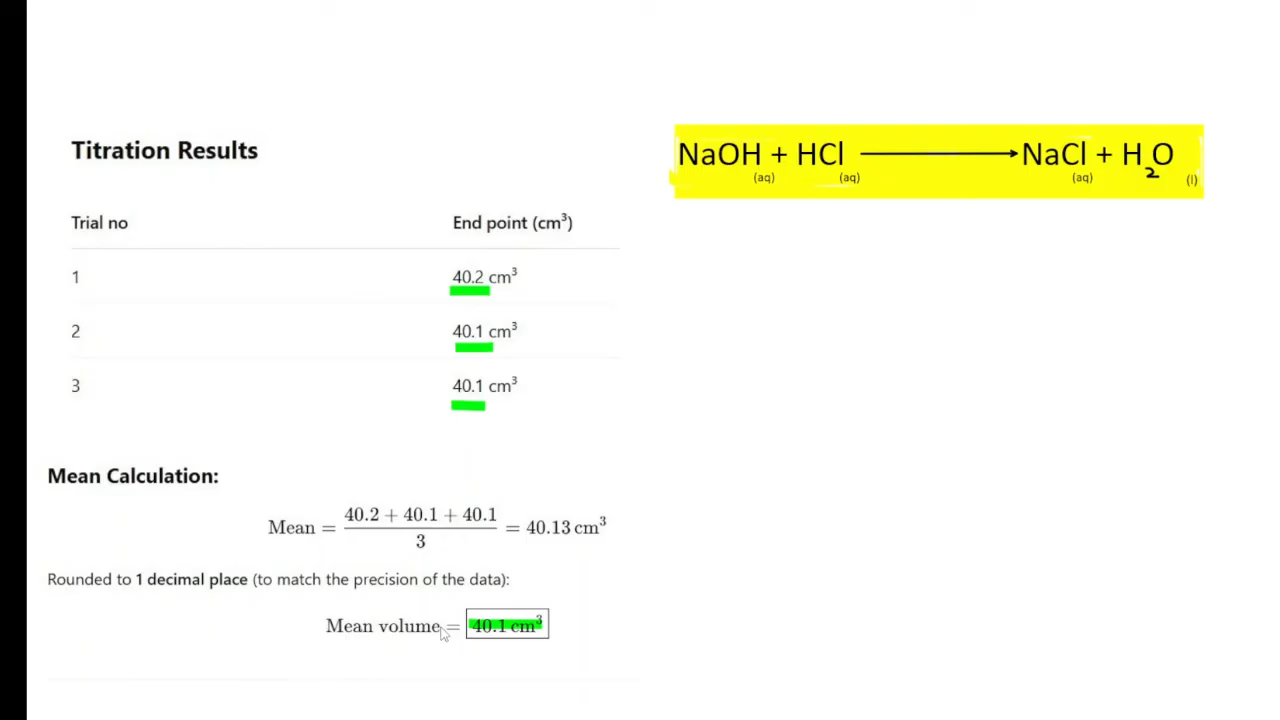 Titration Results
Trial no End point (cm³)
1 40.2 cm³
2 40.1 cm³
3 40.1 cm³
Mean Calculation:
Mean = (40.2 + 40.1 + 40.1) / 3 = 40.13 cm³
Rounded to 1 decimal place (to match the precision of the data):
Mean volume = 40.1 cm³
NaOH (aq) + HCl (aq) ⟶ NaCl (aq) + H₂O (l)